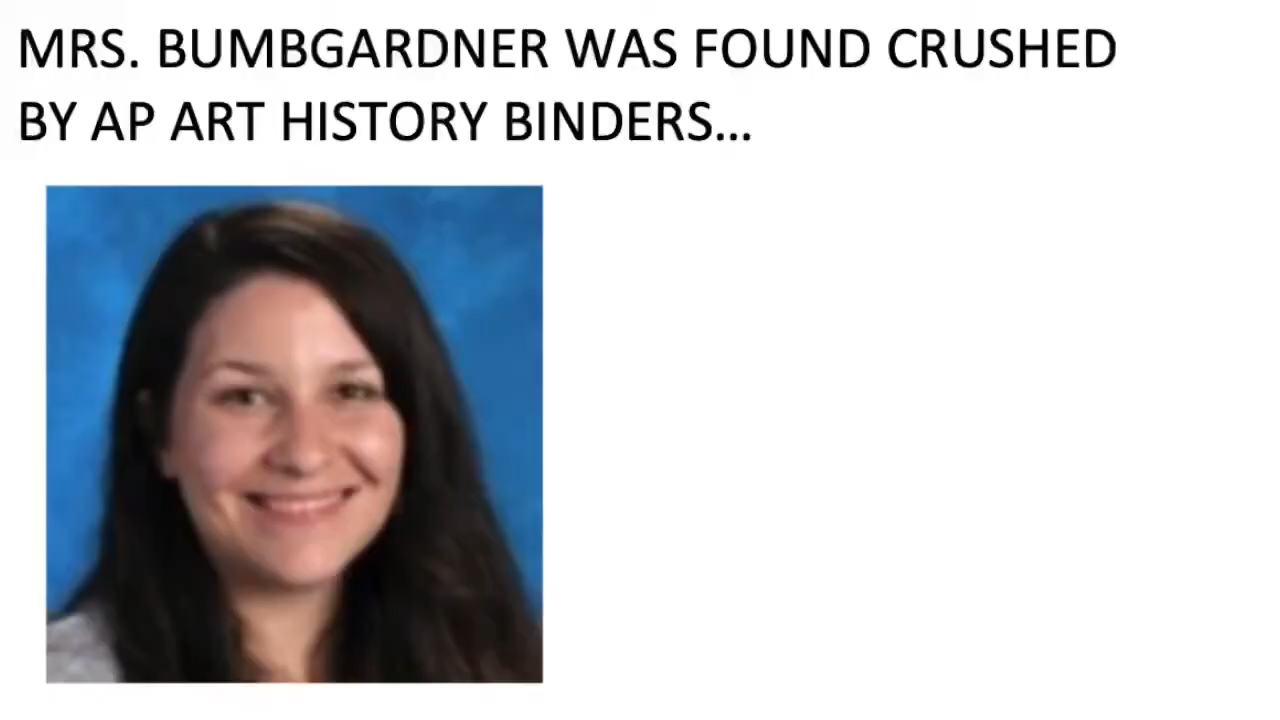 MRS. BUMBGARDNER WAS FOUND CRUSHED
BY AP ART HISTORY BINDERS…